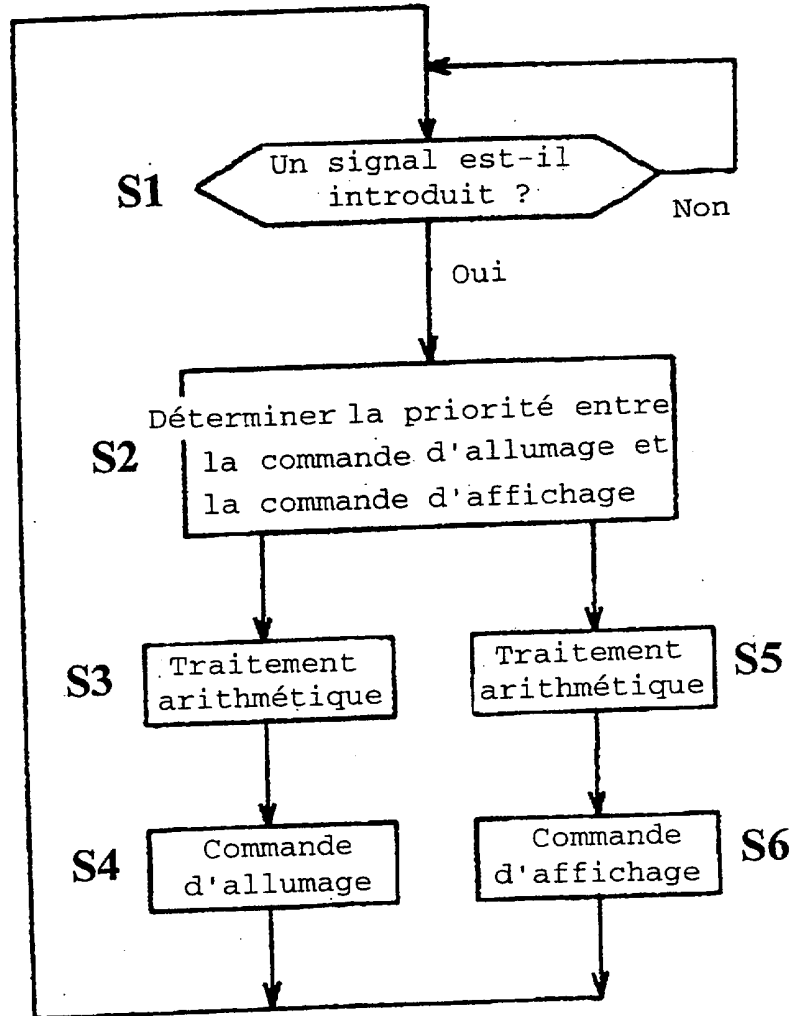 S1
Un signal est-il
introduit ?
Non
Oui
S2
Déterminer la priorité entre
la commande d'allumage et
la commande d'affichage
S3
Traitement
arithmétique
Traitement
arithmétique
S5
S4
Commande
d'allumage
Commande
d'affichage
S6